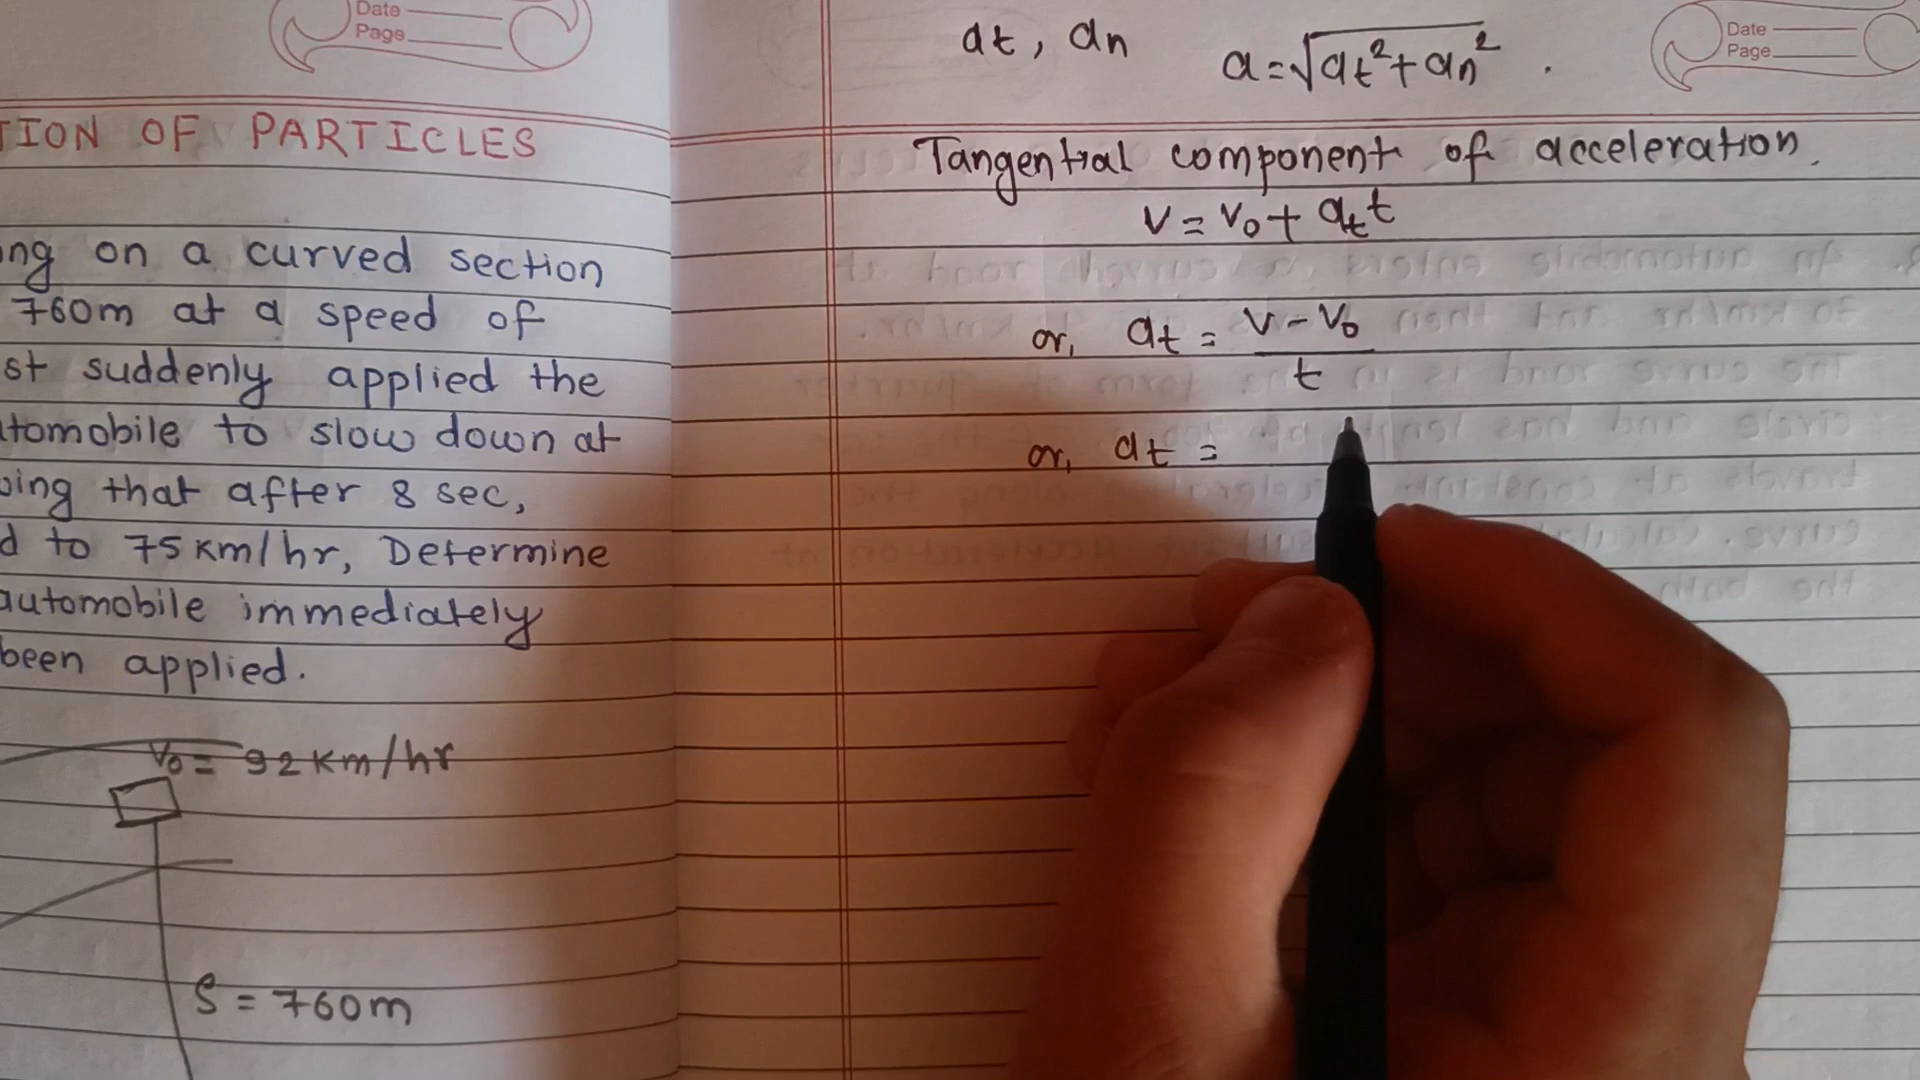 Date
Page
TION OF PARTICLES
ng on a curved section
760m at a speed of
st suddenly applied the
tomobile to slow down at
ing that after 8 sec,
d to 75 km/hr, Determine
automobile immediately
been applied.
V₀ = 92 km/hr
S = 760m
Date
Page
at, an a=√at²+an² .
Tangential component of acceleration.
V = V₀ + att
or, at = V - V₀
t
or, at =